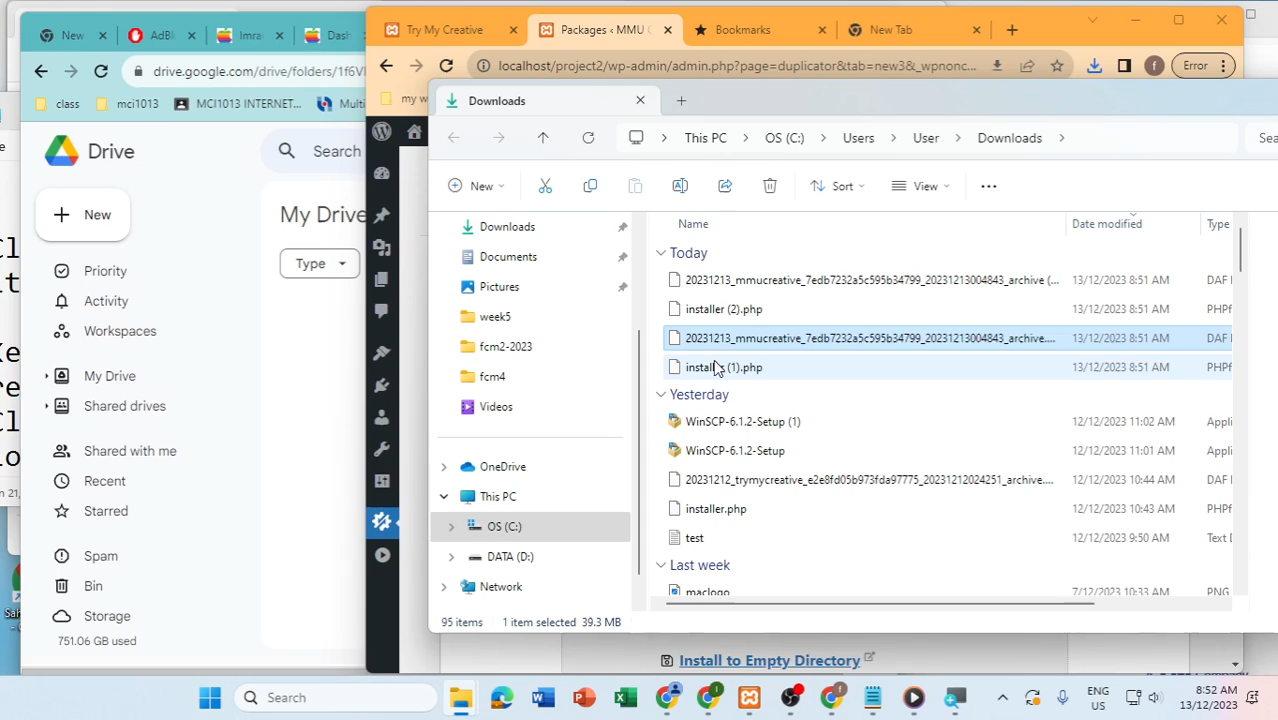 New
AdBl
Imra
Dash
Try My Creative
Packages ‹ MMU C
Bookmarks
New Tab
drive.google.com/drive/folders/1f6V
localhost/project2/wp-admin/admin.php?page=duplicator&tab=new3&_wpnonc...
f
Error
class
mci1013
MCI1013 INTERNET...
Multi
my w
Downloads
Drive
Search
This PC
OS (C:)
Users
User
Downloads
Sea
New
New
Sort
View
My Drive
Type
Priority
Activity
Workspaces
My Drive
Shared drives
Shared with me
Recent
Starred
Spam
Bin
Storage
751.06 GB used
Downloads
Documents
Pictures
week5
fcm2-2023
fcm4
Videos
OneDrive
This PC
OS (C:)
DATA (D:)
Network
Name
Date modified
Type
Today
20231213_mmucreative_7edb7232a5c595b34799_20231213004843_archive (...
13/12/2023 8:51 AM
DAF
installer (2).php
13/12/2023 8:51 AM
PHPf
20231213_mmucreative_7edb7232a5c595b34799_20231213004843_archive....
13/12/2023 8:51 AM
DAF
installer (1).php
13/12/2023 8:51 AM
PHPf
Yesterday
WinSCP-6.1.2-Setup (1)
12/12/2023 11:02 AM
Appli
WinSCP-6.1.2-Setup
12/12/2023 11:01 AM
Appli
20231212_trymycreative_e2e8fd05b973fda97775_20231212024251_archive....
12/12/2023 10:44 AM
DAF
installer.php
12/12/2023 10:43 AM
PHPf
test
12/12/2023 9:50 AM
Text D
Last week
maclogo
7/12/2023 10:33 AM
PNG
95 items
1 item selected 39.3 MB
Install to Empty Directory
Search
ENG
US
8:52 AM
13/12/2023